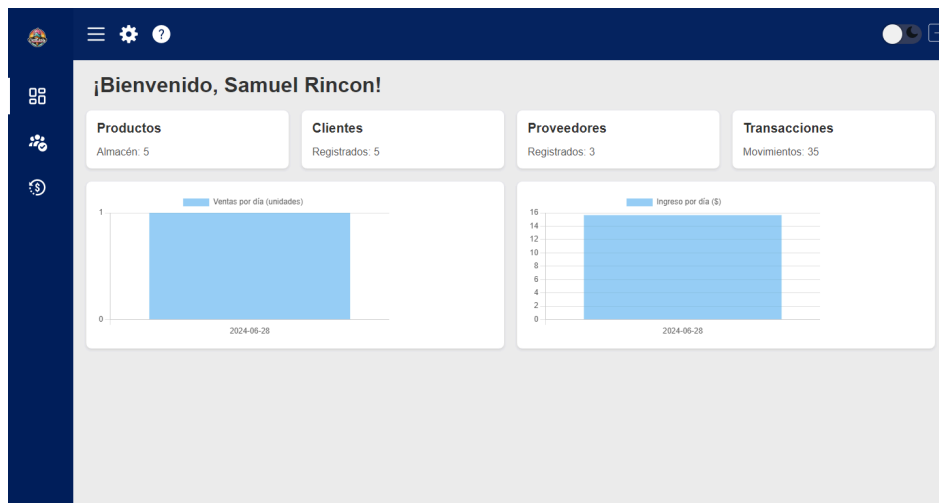 ¡Bienvenido, Samuel Rincon!
Productos
Almacén: 5
Clientes
Registrados: 5
Proveedores
Registrados: 3
Transacciones
Movimientos: 35
Ventas por día (unidades)
1
0
2024-06-28
Ingreso por día ($)
16
14
12
10
8
6
4
2
0
2024-06-28